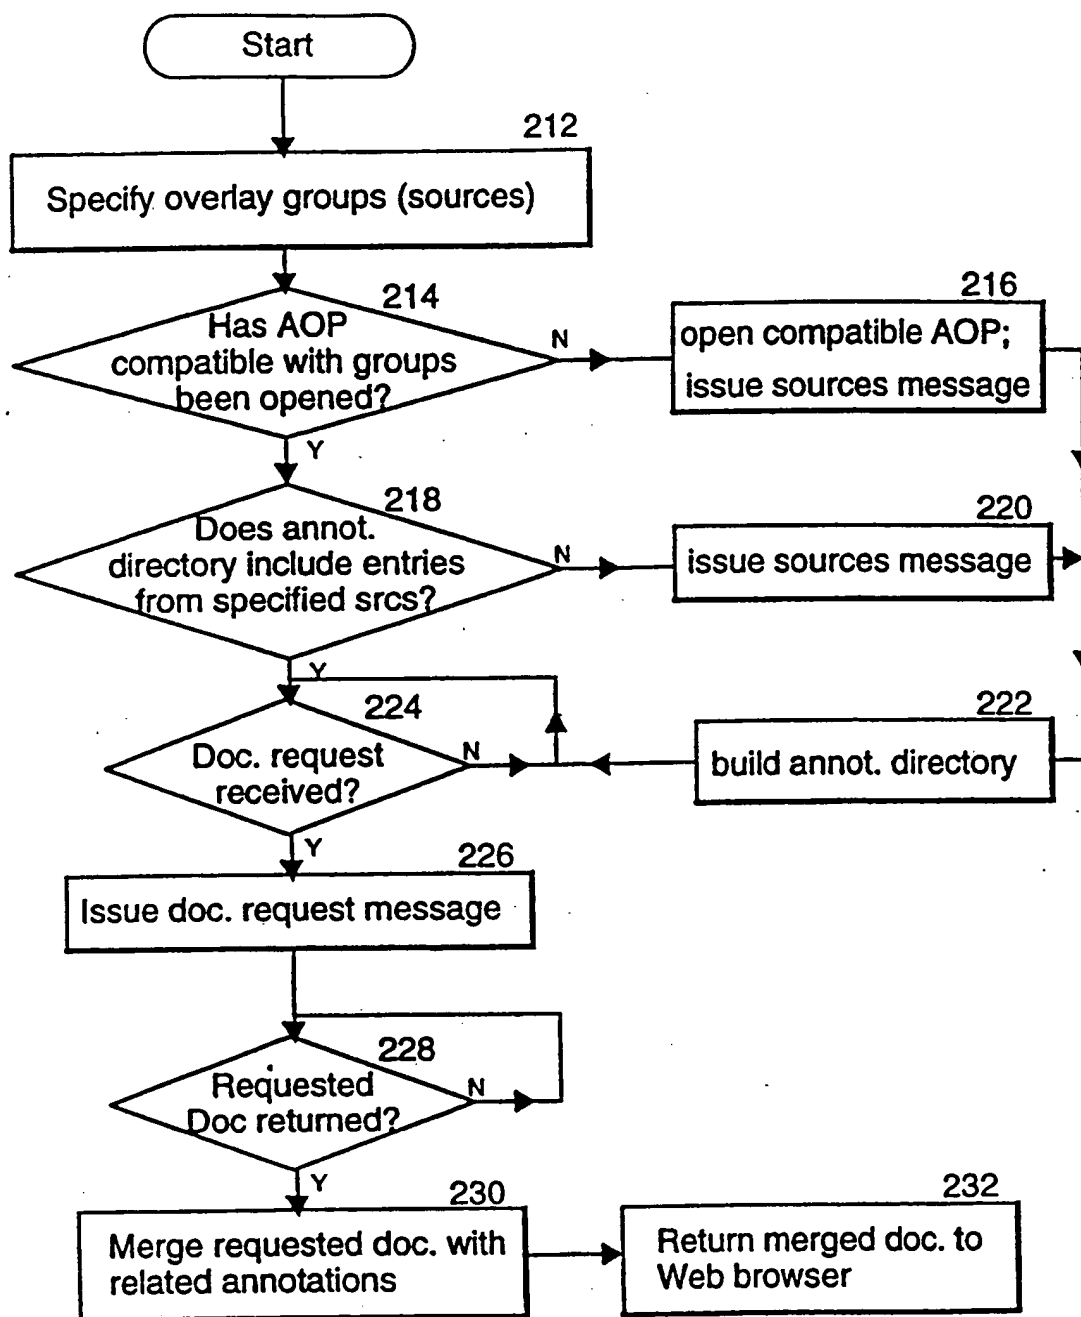 Start
212
Specify overlay groups (sources)
214
Has AOP
compatible with groups
been opened?
N
Y
216
open compatible AOP;
issue sources message
218
Does annot.
directory include entries
from specified srcs?
N
Y
220
issue sources message
222
build annot. directory
224
Doc. request
received?
N
Y
226
Issue doc. request message
228
Requested
Doc returned?
N
Y
230
Merge requested doc. with
related annotations
232
Return merged doc. to
Web browser